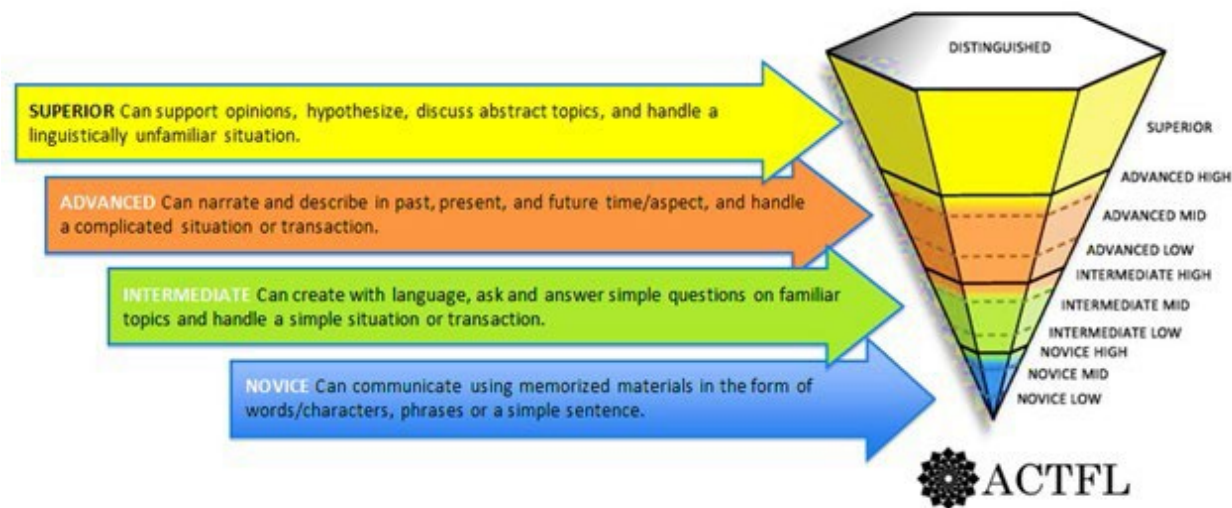 DISTINGUISHED
SUPERIOR Can support opinions, hypothesize, discuss abstract topics, and handle a
linguistically unfamiliar situation.
SUPERIOR
ADVANCED Can narrate and describe in past, present, and future time/aspect, and handle
a complicated situation or transaction.
ADVANCED HIGH
ADVANCED MID
ADVANCED LOW
INTERMEDIATE Can create with language, ask and answer simple questions on familiar
topics and handle a simple situation or transaction.
INTERMEDIATE HIGH
INTERMEDIATE MID
INTERMEDIATE LOW
NOVICE Can communicate using memorized materials in the form of
words/characters, phrases or a simple sentence.
NOVICE HIGH
NOVICE MID
NOVICE LOW
ACTFL